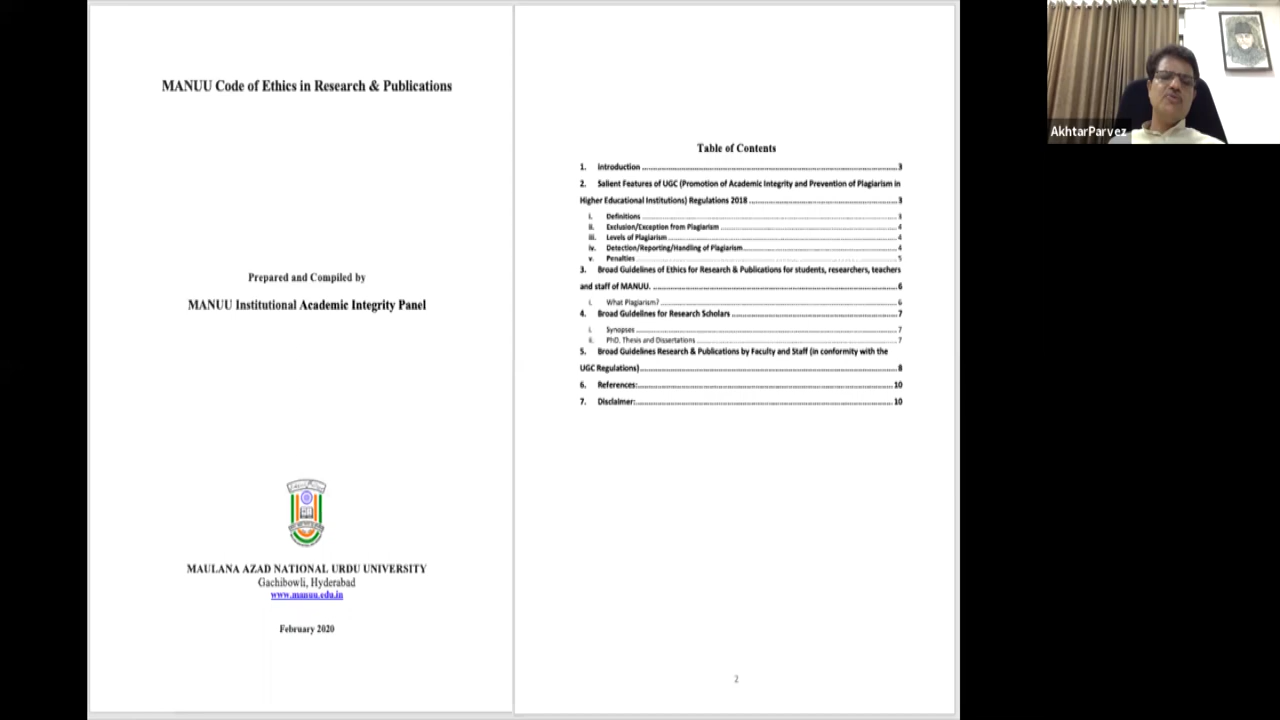 MANUU Code of Ethics in Research & Publications
Prepared and Compiled by
MANUU Institutional Academic Integrity Panel
MAULANA AZAD NATIONAL URDU UNIVERSITY
Gachibowli, Hyderabad
www.manuu.edu.in
February 2020
Table of Contents
1. Introduction 3
2. Salient Features of UGC (Promotion of Academic Integrity and Prevention of Plagiarism in
Higher Educational Institutions) Regulations 2018 3
i. Definitions 3
ii. Exclusion/Exception from Plagiarism 4
iii. Levels of Plagiarism 4
iv. Detection/Reporting/Handling of Plagiarism 4
v. Penalties 5
3. Broad Guidelines of Ethics for Research & Publications for students, researchers, teachers
and staff of MANUU. 6
i. What Plagiarism? 6
4. Broad Guidelines for Research Scholars 7
i. Synopses 7
ii. PhD. Thesis and Dissertations 7
5. Broad Guidelines Research & Publications by Faculty and Staff (in conformity with the
UGC Regulations) 8
6. References: 10
7. Disclaimer: 10
2
AkhtarParvez